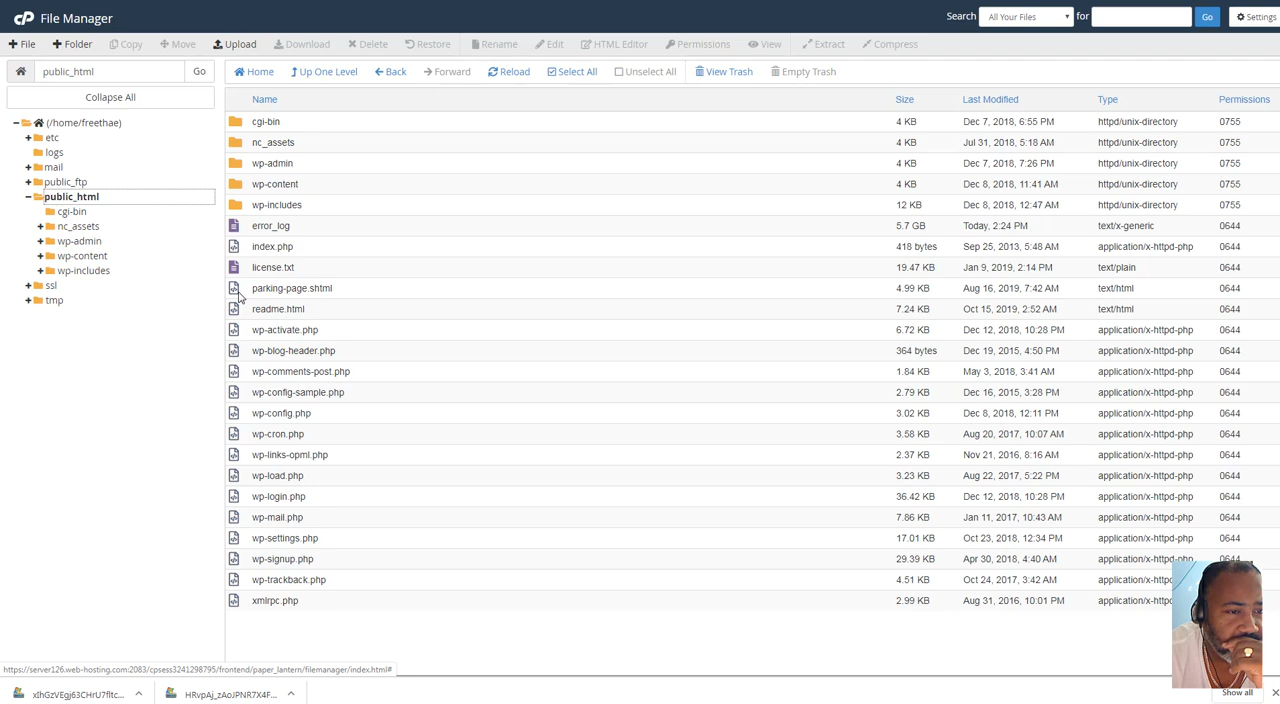 cP File Manager Search All Your Files for Go Settings
+ File + Folder Copy Move Upload Download Delete Restore Rename Edit HTML Editor Permissions View Extract Compress
public_html Go Home Up One Level Back Forward Reload Select All Unselect All View Trash Empty Trash
Collapse All
(/home/freethae)
etc
logs
mail
public_ftp
public_html
cgi-bin
nc_assets
wp-admin
wp-content
wp-includes
ssl
tmp
Name Size Last Modified Type Permissions
cgi-bin 4 KB Dec 7, 2018, 6:55 PM httpd/unix-directory 0755
nc_assets 4 KB Jul 31, 2018, 5:18 AM httpd/unix-directory 0755
wp-admin 4 KB Dec 7, 2018, 7:26 PM httpd/unix-directory 0755
wp-content 4 KB Dec 8, 2018, 11:41 AM httpd/unix-directory 0755
wp-includes 12 KB Dec 8, 2018, 12:47 AM httpd/unix-directory 0755
error_log 5.7 GB Today, 2:24 PM text/x-generic 0644
index.php 418 bytes Sep 25, 2013, 5:48 AM application/x-httpd-php 0644
license.txt 19.47 KB Jan 9, 2019, 2:14 PM text/plain 0644
parking-page.shtml 4.99 KB Aug 16, 2019, 7:42 AM text/html 0644
readme.html 7.24 KB Oct 15, 2019, 2:52 AM text/html 0644
wp-activate.php 6.72 KB Dec 12, 2018, 10:28 PM application/x-httpd-php 0644
wp-blog-header.php 364 bytes Dec 19, 2015, 4:50 PM application/x-httpd-php 0644
wp-comments-post.php 1.84 KB May 3, 2018, 3:41 AM application/x-httpd-php 0644
wp-config-sample.php 2.79 KB Dec 16, 2015, 3:28 PM application/x-httpd-php 0644
wp-config.php 3.02 KB Dec 8, 2018, 12:11 PM application/x-httpd-php 0644
wp-cron.php 3.58 KB Aug 20, 2017, 10:07 AM application/x-httpd-php 0644
wp-links-opml.php 2.37 KB Nov 21, 2016, 8:16 AM application/x-httpd-php 0644
wp-load.php 3.23 KB Aug 22, 2017, 5:22 PM application/x-httpd-php 0644
wp-login.php 36.42 KB Dec 12, 2018, 10:28 PM application/x-httpd-php 0644
wp-mail.php 7.86 KB Jan 11, 2017, 10:43 AM application/x-httpd-php 0644
wp-settings.php 17.01 KB Oct 23, 2018, 12:34 PM application/x-httpd-php 0644
wp-signup.php 29.39 KB Apr 30, 2018, 4:40 AM application/x-httpd-php 0644
wp-trackback.php 4.51 KB Oct 24, 2017, 3:42 AM application/x-httpd
xmlrpc.php 2.99 KB Aug 31, 2016, 10:01 PM application/x-httpd
https://server126.web-hosting.com:2083/cpsess3241298795/frontend/paper_lantern/filemanager/index.html#
HRvpAj_zAoJPNR7X4F... Show all